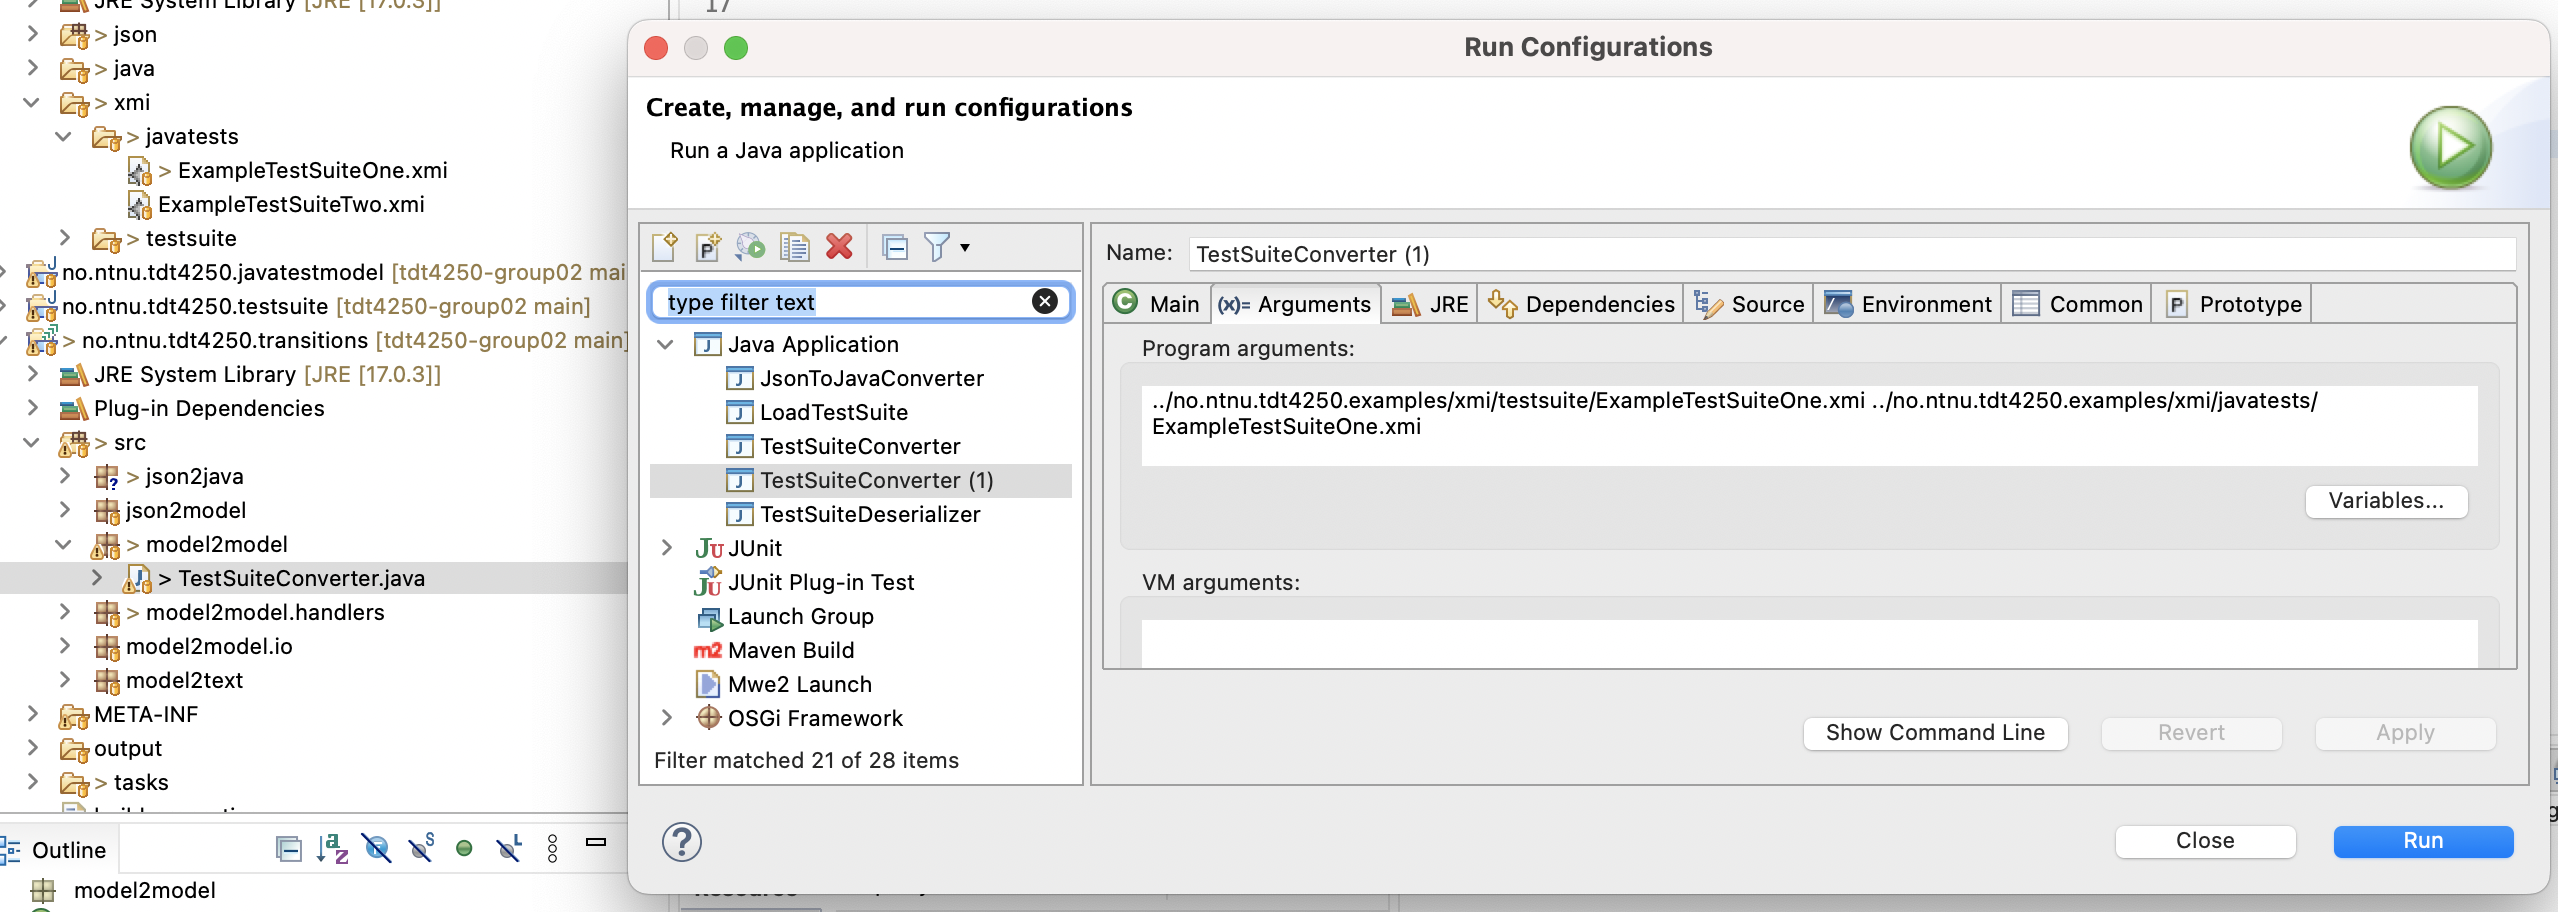 JRE System Library [JRE [17.0.3]]
> json
> java
> xmi
> javatests
> ExampleTestSuiteOne.xmi
ExampleTestSuiteTwo.xmi
> testsuite
no.ntnu.tdt4250.javatestmodel [tdt4250-group02 mai
no.ntnu.tdt4250.testsuite [tdt4250-group02 main]
> no.ntnu.tdt4250.transitions [tdt4250-group02 main]
JRE System Library [JRE [17.0.3]]
Plug-in Dependencies
> src
> json2java
json2model
> model2model
> TestSuiteConverter.java
> model2model.handlers
model2model.io
model2text
META-INF
output
> tasks
Outline
model2model
17
Run Configurations
Create, manage, and run configurations
Run a Java application
type filter text
Java Application
JsonToJavaConverter
LoadTestSuite
TestSuiteConverter
TestSuiteConverter (1)
TestSuiteDeserializer
JUnit
JUnit Plug-in Test
Launch Group
Maven Build
Mwe2 Launch
OSGi Framework
Filter matched 21 of 28 items
Name: TestSuiteConverter (1)
Main (x)= Arguments JRE Dependencies Source Environment Common Prototype
Program arguments:
../no.ntnu.tdt4250.examples/xmi/testsuite/ExampleTestSuiteOne.xmi ../no.ntnu.tdt4250.examples/xmi/javatests/
ExampleTestSuiteOne.xmi
Variables...
VM arguments:
Show Command Line Revert Apply
Close Run